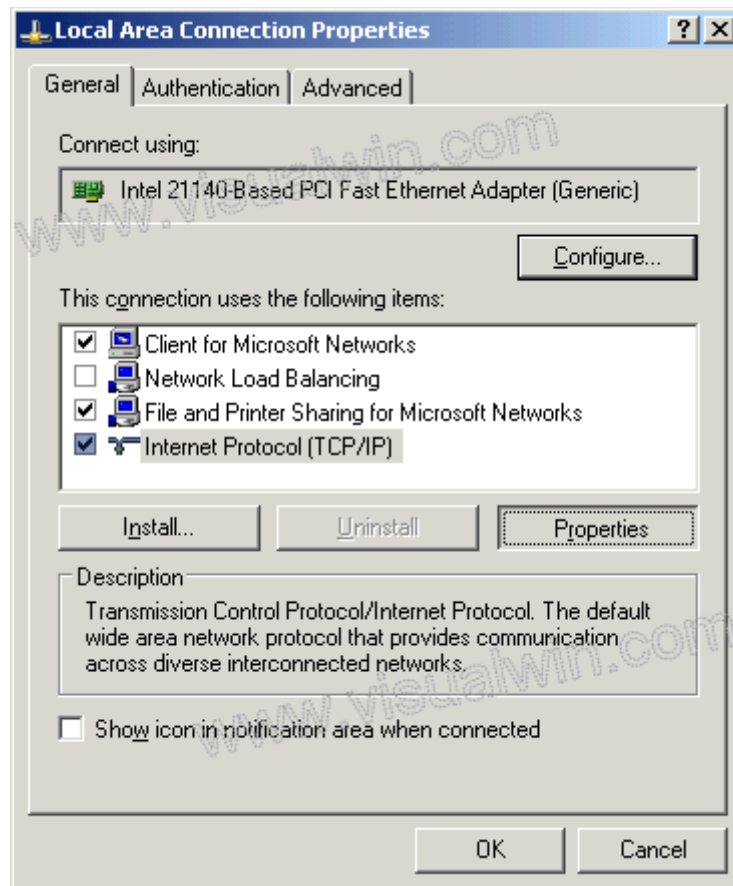 Local Area Connection Properties
General Authentication Advanced
Connect using:
Intel 21140-Based PCI Fast Ethernet Adapter (Generic)
Configure...
This connection uses the following items:
Client for Microsoft Networks
Network Load Balancing
File and Printer Sharing for Microsoft Networks
Internet Protocol (TCP/IP)
Install... Uninstall Properties
Description
Transmission Control Protocol/Internet Protocol. The default
wide area network protocol that provides communication
across diverse interconnected networks.
Show icon in notification area when connected
OK Cancel
www.visualwin.com
www.visualwin.com